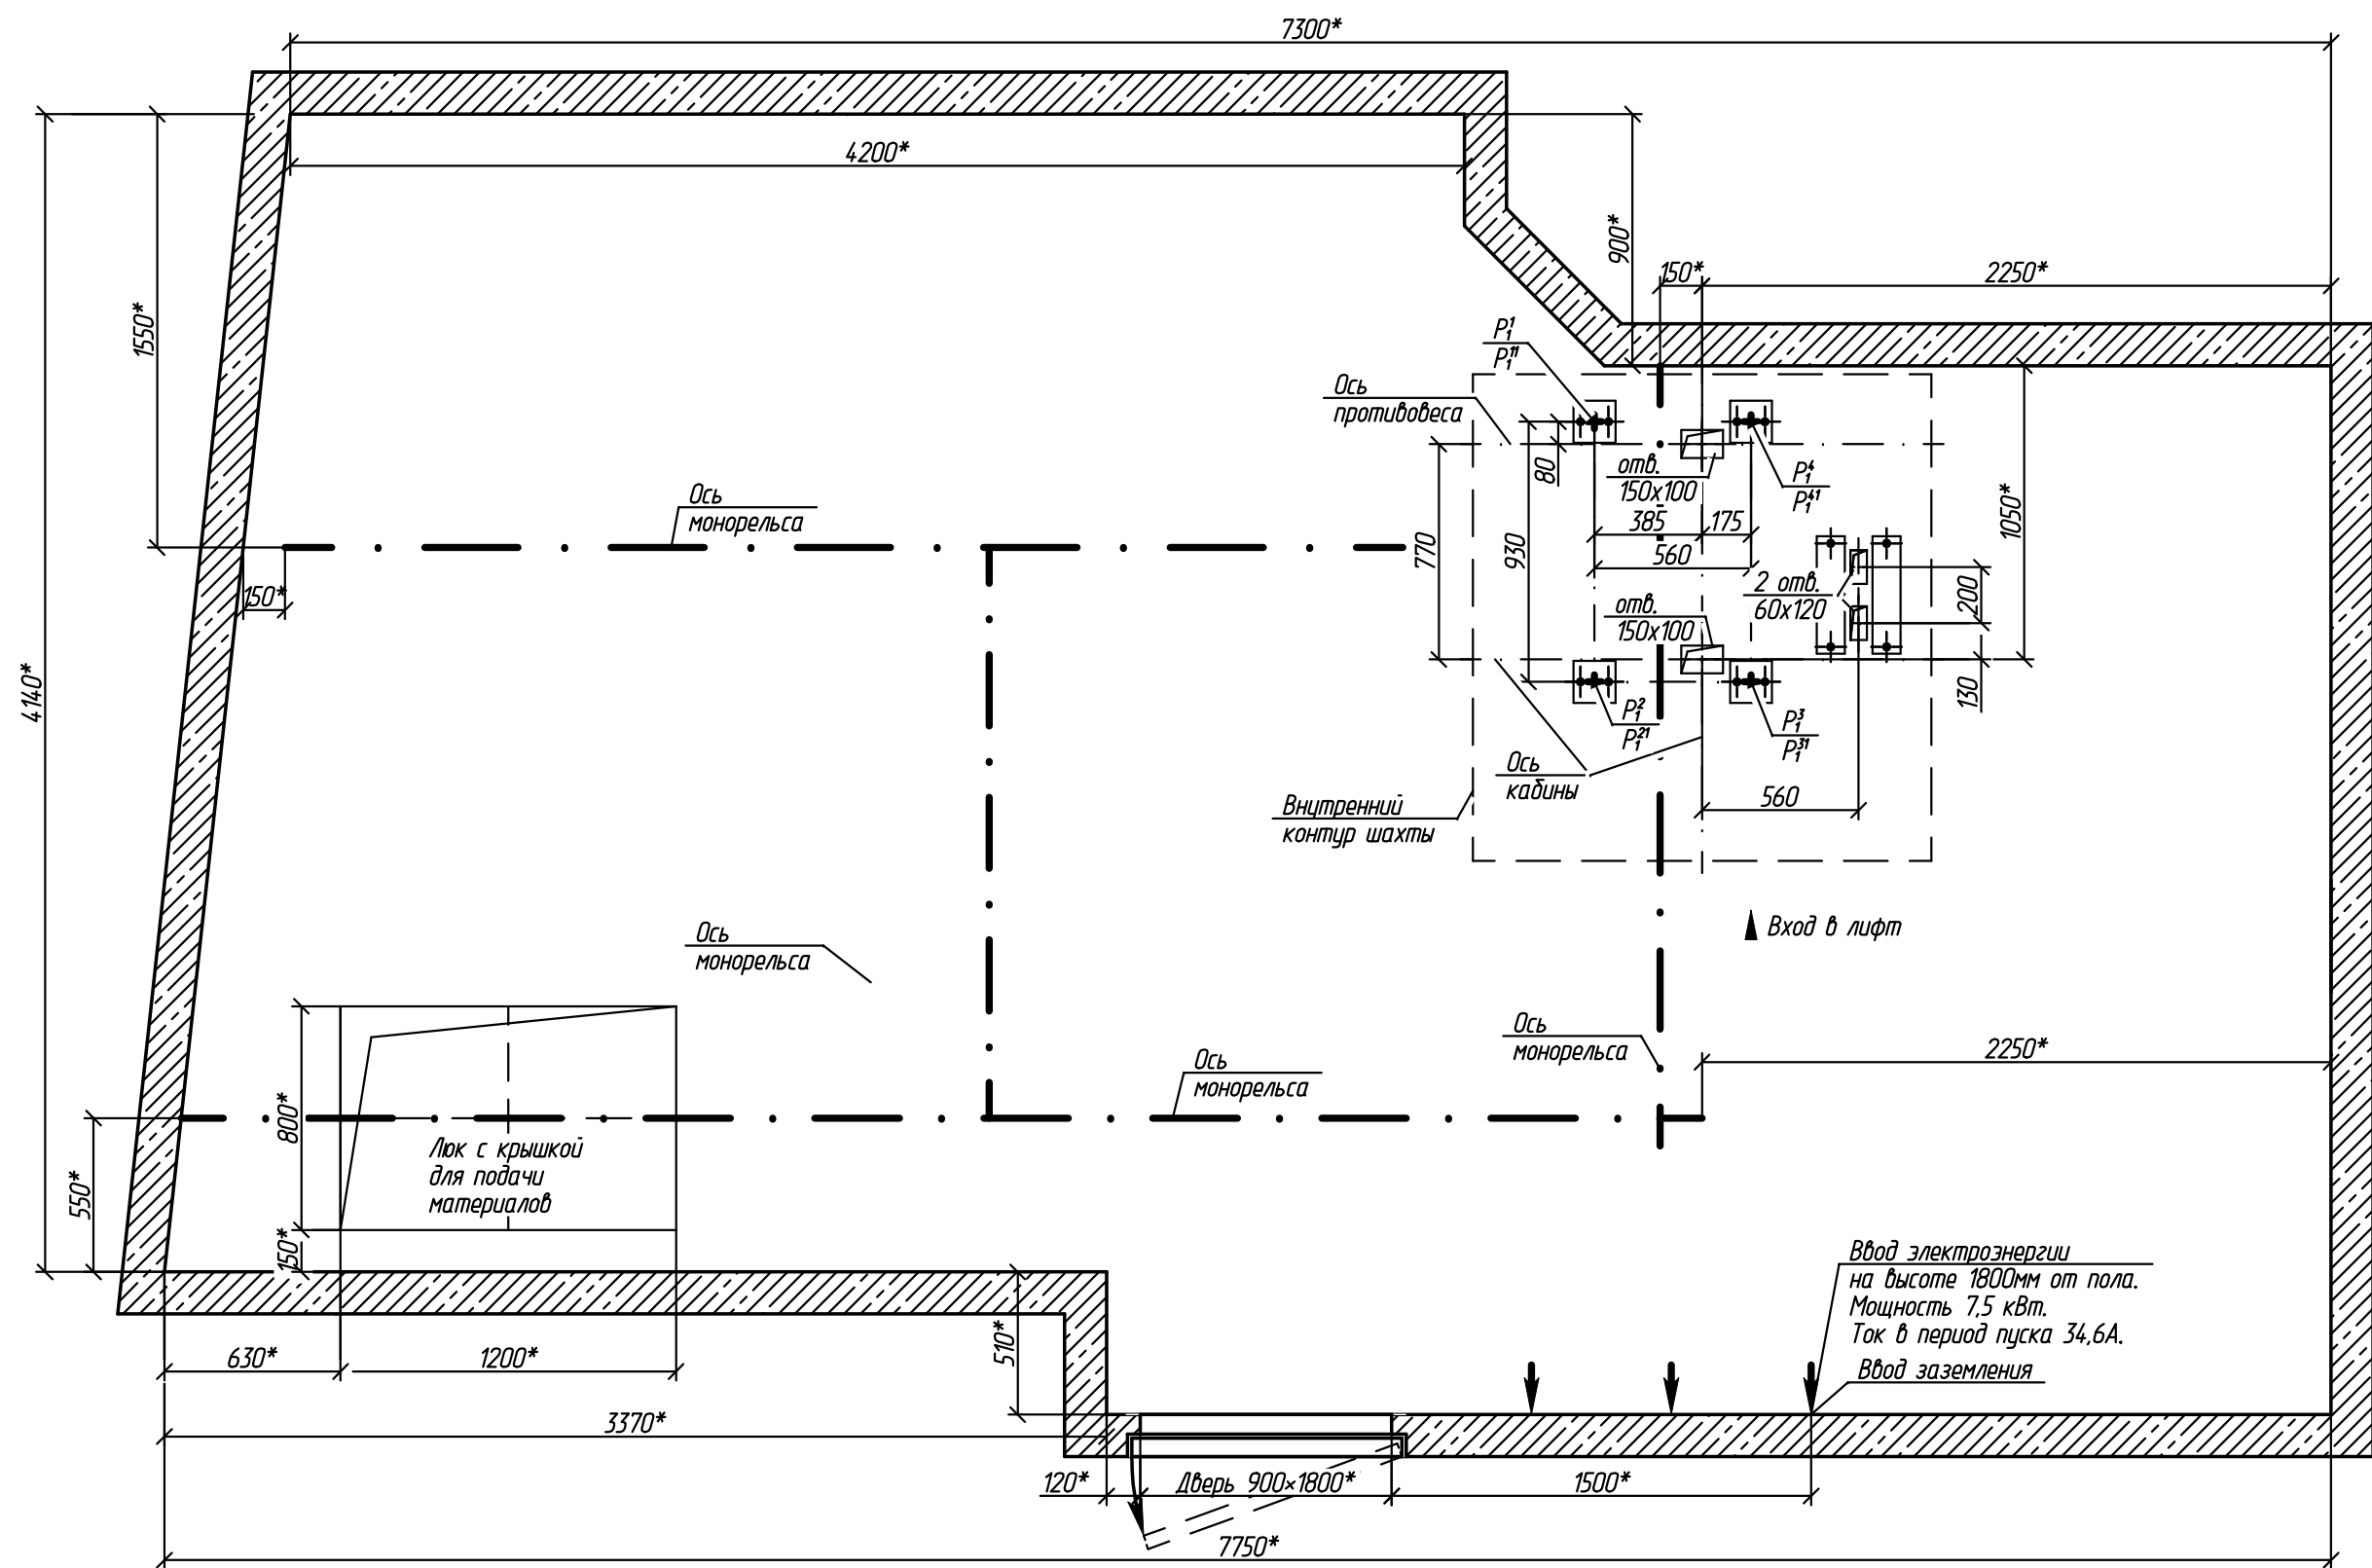 7300*
4200*
900*
150*
2250*
1550*
P₁¹
P₁¹¹
Ось
противовеса
80
отв.
150х100
P₁⁴
P₁⁴¹
385
175
560
770
930
1050*
Ось
монорельса
2 отв.
60х120
200
150*
отв.
150х100
4140*
130
P₁²
P₁²¹
P₁³
P₁³¹
Ось
кабины
560
Внутренний
контур шахты
Вход в лифт
Ось
монорельса
Ось
монорельса
2250*
Ось
монорельса
800*
Люк с крышкой
для подачи
материалов
550*
150*
Ввод электроэнергии
на высоте 1800мм от пола.
Мощность 7,5 кВт.
Ток в период пуска 34,6А.
Ввод заземления
510*
630*
1200*
3370*
120*
Дверь 900×1800*
1500*
7750*